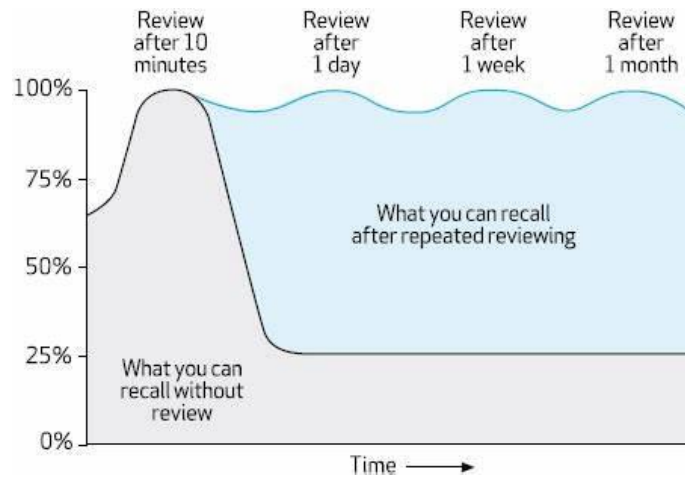 Review
after 10
minutes
Review
after
1 day
Review
after
1 week
Review
after
1 month
100%
75%
50%
25%
0%
What you can recall
after repeated reviewing
What you can
recall without
review
Time